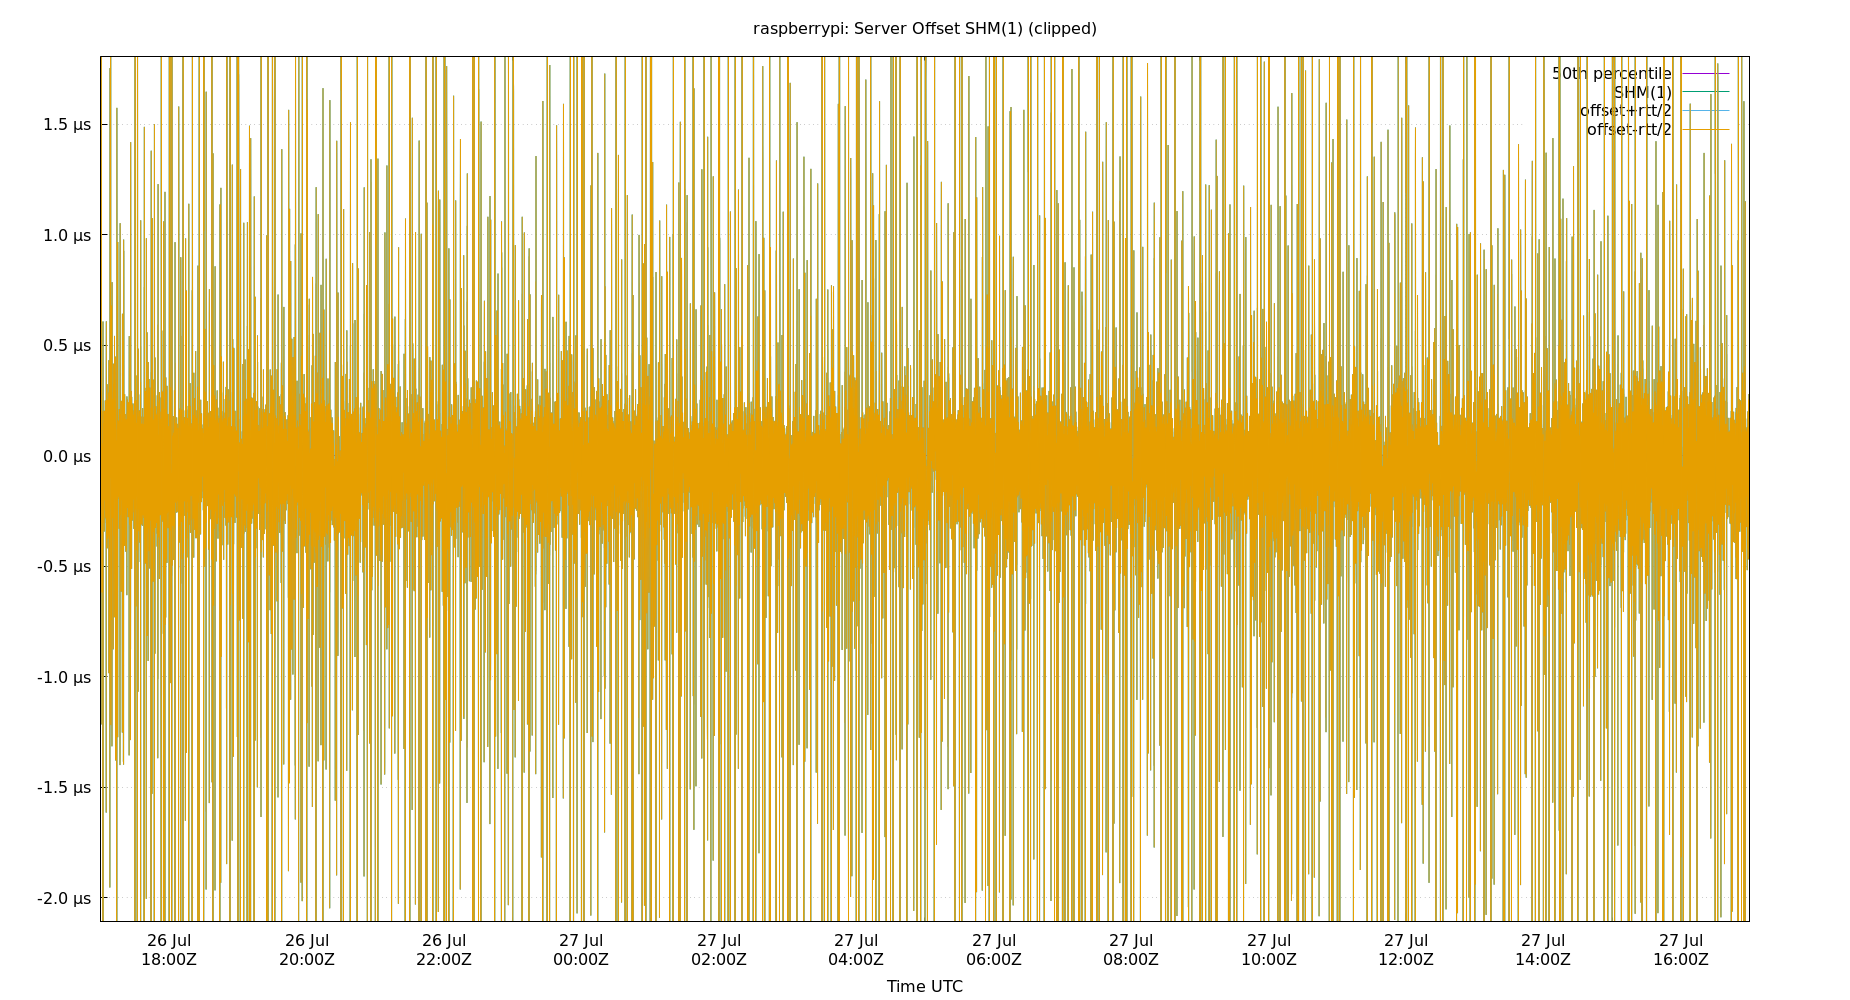 raspberrypi: Server Offset SHM(1) (clipped)
50th percentile
SHM(1)
offset+rtt/2
offset-rtt/2
1.5 µs
1.0 µs
0.5 µs
0.0 µs
-0.5 µs
-1.0 µs
-1.5 µs
-2.0 µs
26 Jul 26 Jul 26 Jul 27 Jul 27 Jul 27 Jul 27 Jul 27 Jul 27 Jul 27 Jul 27 Jul 27 Jul
18:00Z 20:00Z 22:00Z 00:00Z 02:00Z 04:00Z 06:00Z 08:00Z 10:00Z 12:00Z 14:00Z 16:00Z
Time UTC